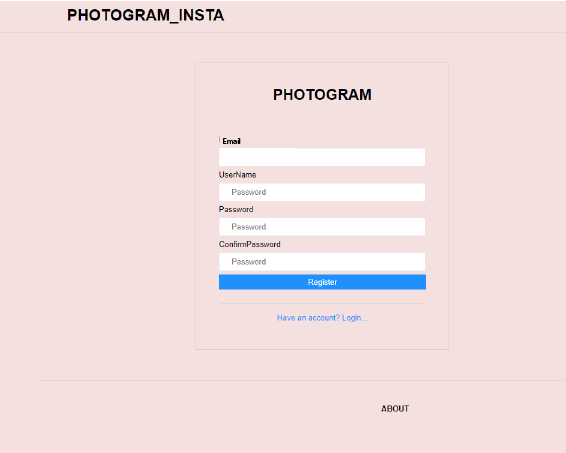 PHOTOGRAM_INSTA
PHOTOGRAM
Email
UserName
Password
Password
Password
ConfirmPassword
Password
Register
Have an account? Login...
ABOUT